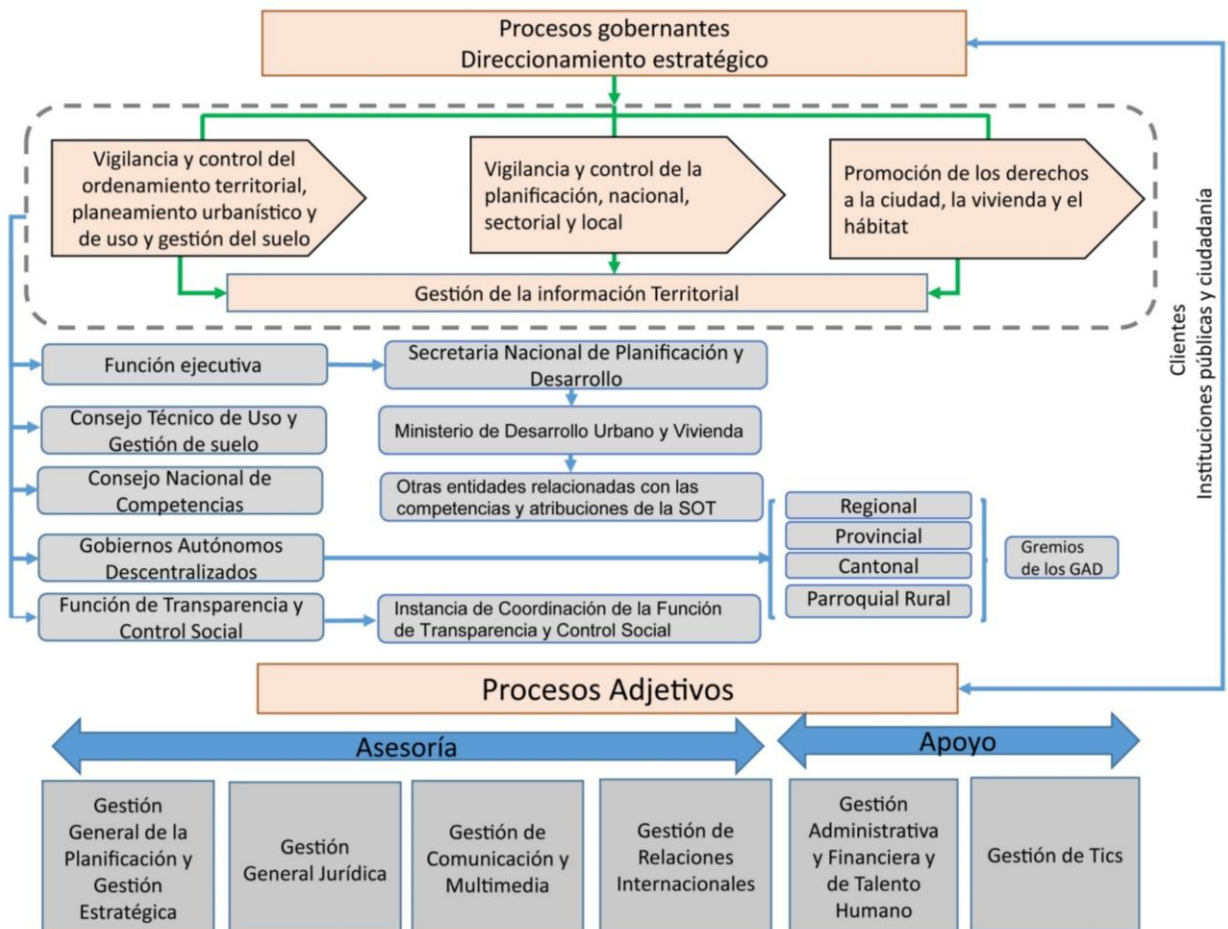 Procesos gobernantes
Direccionamiento estratégico
Vigilancia y control del
ordenamiento territorial,
planeamiento urbanístico y
de uso y gestión del suelo
Vigilancia y control de la
planificación, nacional,
sectorial y local
Promoción de los derechos
a la ciudad, la vivienda y el
hábitat
Gestión de la información Territorial
Clientes
Instituciones públicas y ciudadanía
Función ejecutiva
Secretaria Nacional de Planificación y
Desarrollo
Consejo Técnico de Uso y
Gestión de suelo
Ministerio de Desarrollo Urbano y Vivienda
Consejo Nacional de
Competencias
Otras entidades relacionadas con las
competencias y atribuciones de la SOT
Gobiernos Autónomos
Descentralizados
Regional
Provincial
Cantonal
Parroquial Rural
Gremios
de los GAD
Función de Transparencia y
Control Social
Instancia de Coordinación de la Función
de Transparencia y Control Social
Procesos Adjetivos
Asesoría
Apoyo
Gestión
General de la
Planificación y
Gestión
Estratégica
Gestión
General Jurídica
Gestión de
Comunicación y
Multimedia
Gestión de
Relaciones
Internacionales
Gestión
Administrativa
y Financiera y
de Talento
Humano
Gestión de Tics